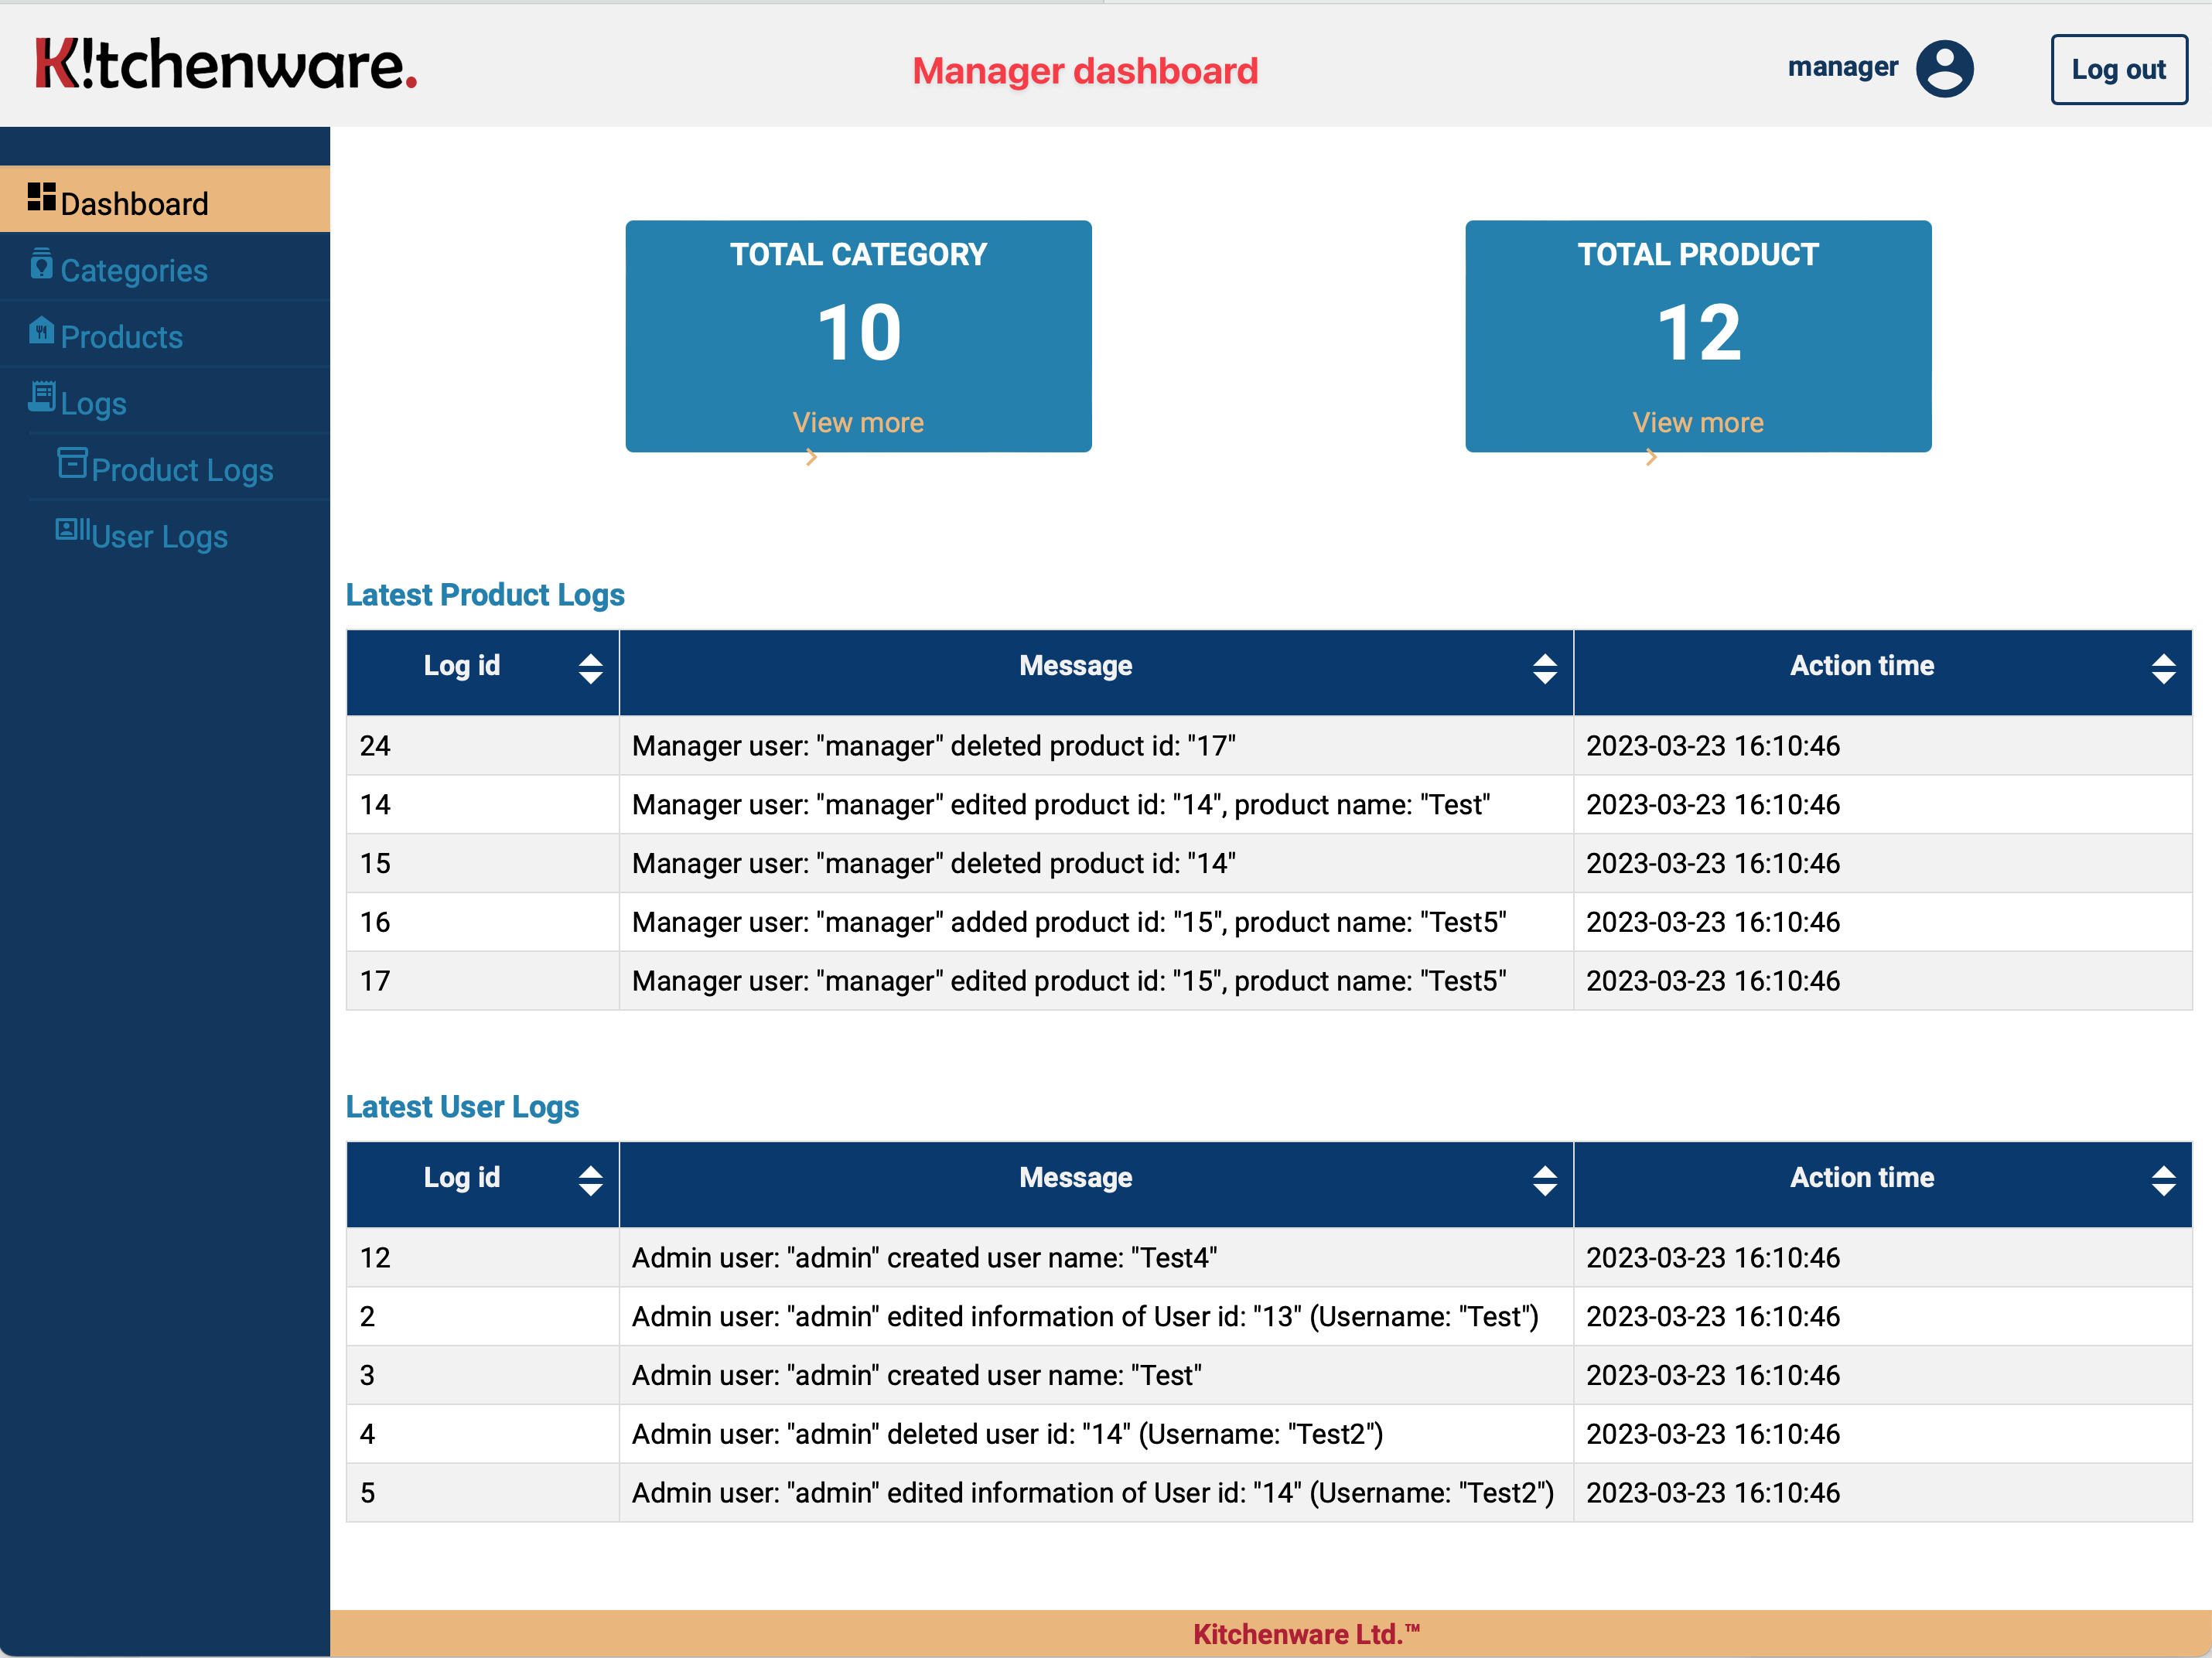 K!tchenware.
Manager dashboard
manager
Log out
Dashboard
Categories
Products
Logs
Product Logs
User Logs
TOTAL CATEGORY
10
View more
TOTAL PRODUCT
12
View more
Latest Product Logs
Log id Message Action time
24 Manager user: "manager" deleted product id: "17" 2023-03-23 16:10:46
14 Manager user: "manager" edited product id: "14", product name: "Test" 2023-03-23 16:10:46
15 Manager user: "manager" deleted product id: "14" 2023-03-23 16:10:46
16 Manager user: "manager" added product id: "15", product name: "Test5" 2023-03-23 16:10:46
17 Manager user: "manager" edited product id: "15", product name: "Test5" 2023-03-23 16:10:46
Latest User Logs
Log id Message Action time
12 Admin user: "admin" created user name: "Test4" 2023-03-23 16:10:46
2 Admin user: "admin" edited information of User id: "13" (Username: "Test") 2023-03-23 16:10:46
3 Admin user: "admin" created user name: "Test" 2023-03-23 16:10:46
4 Admin user: "admin" deleted user id: "14" (Username: "Test2") 2023-03-23 16:10:46
5 Admin user: "admin" edited information of User id: "14" (Username: "Test2") 2023-03-23 16:10:46
Kitchenware Ltd.™